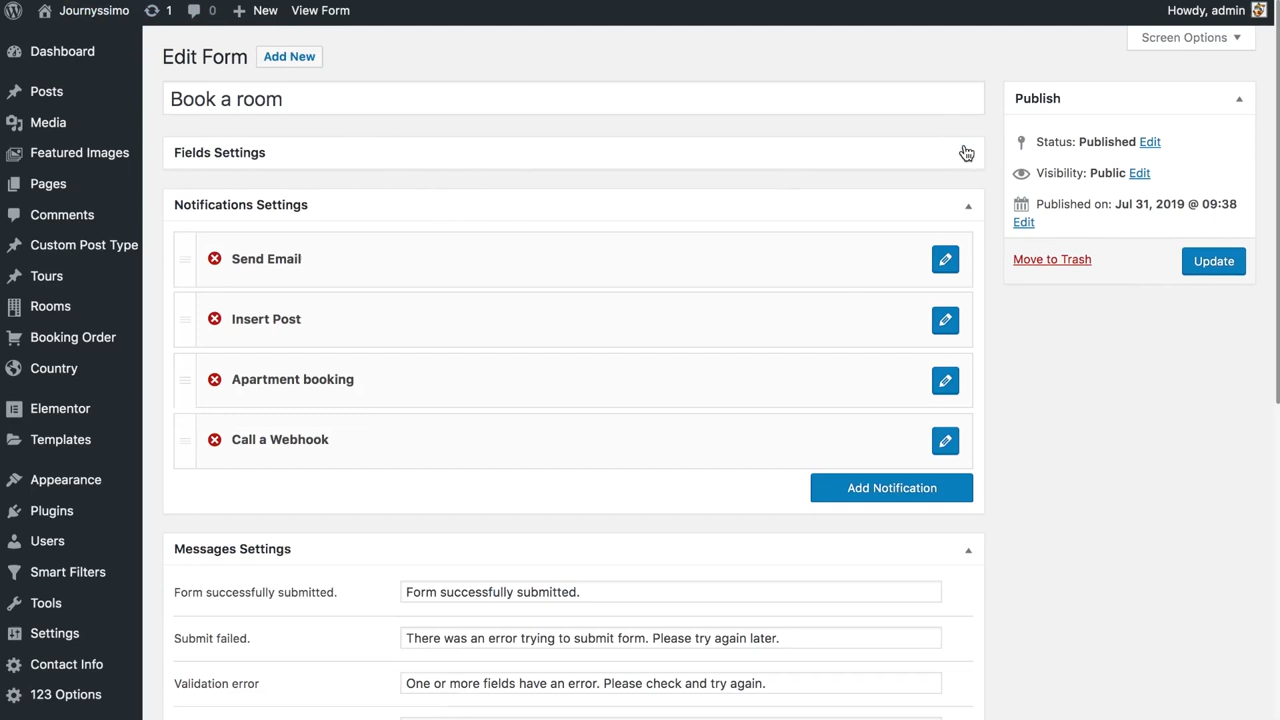 Journyssimo 1 0 New View Form Howdy, admin
Screen Options
Dashboard
Posts
Media
Featured Images
Pages
Comments
Custom Post Type
Tours
Rooms
Booking Order
Country
Elementor
Templates
Appearance
Plugins
Users
Smart Filters
Tools
Settings
Contact Info
123 Options
Edit Form Add New
Book a room
Fields Settings
Notifications Settings
Send Email
Insert Post
Apartment booking
Call a Webhook
Add Notification
Messages Settings
Form successfully submitted. Form successfully submitted.
Submit failed. There was an error trying to submit form. Please try again later.
Validation error One or more fields have an error. Please check and try again.
Publish
Status: Published Edit
Visibility: Public Edit
Published on: Jul 31, 2019 @ 09:38
Edit
Move to Trash Update